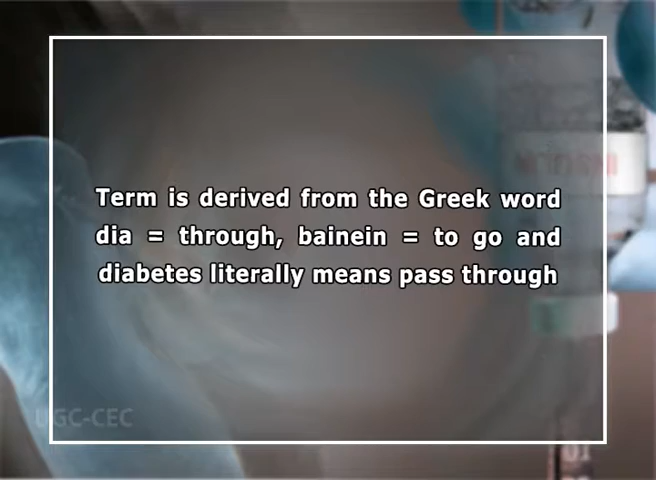 Term is derived from the Greek word
dia = through, bainein = to go and
diabetes literally means pass through
UGC-CEC